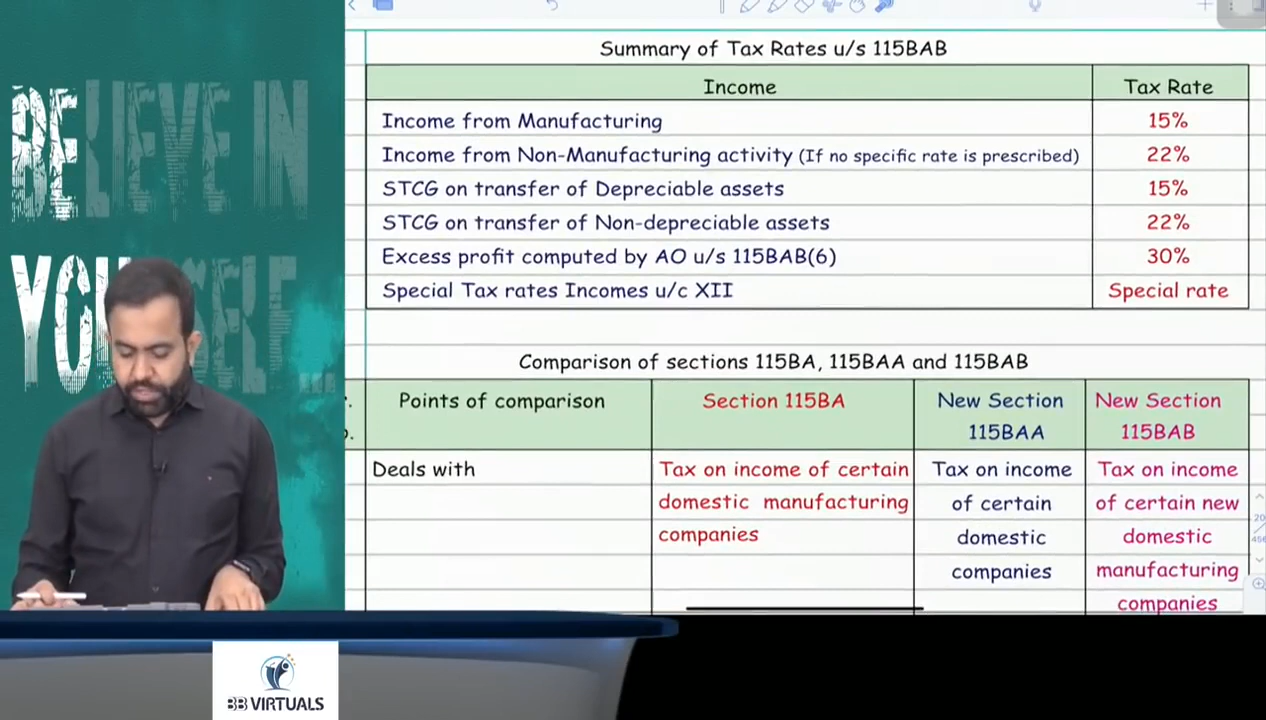 BELIEVE IN
YOURSELF...
Summary of Tax Rates u/s 115BAB
Income Tax Rate
Income from Manufacturing 15%
Income from Non-Manufacturing activity (If no specific rate is prescribed) 22%
STCG on transfer of Depreciable assets 15%
STCG on transfer of Non-depreciable assets 22%
Excess profit computed by AO u/s 115BAB(6) 30%
Special Tax rates Incomes u/c XII Special rate
Comparison of sections 115BA, 115BAA and 115BAB
Points of comparison Section 115BA New Section New Section
115BAA 115BAB
Deals with Tax on income of certain Tax on income Tax on income
domestic manufacturing of certain of certain new
companies domestic domestic
companies manufacturing
companies
BB VIRTUALS